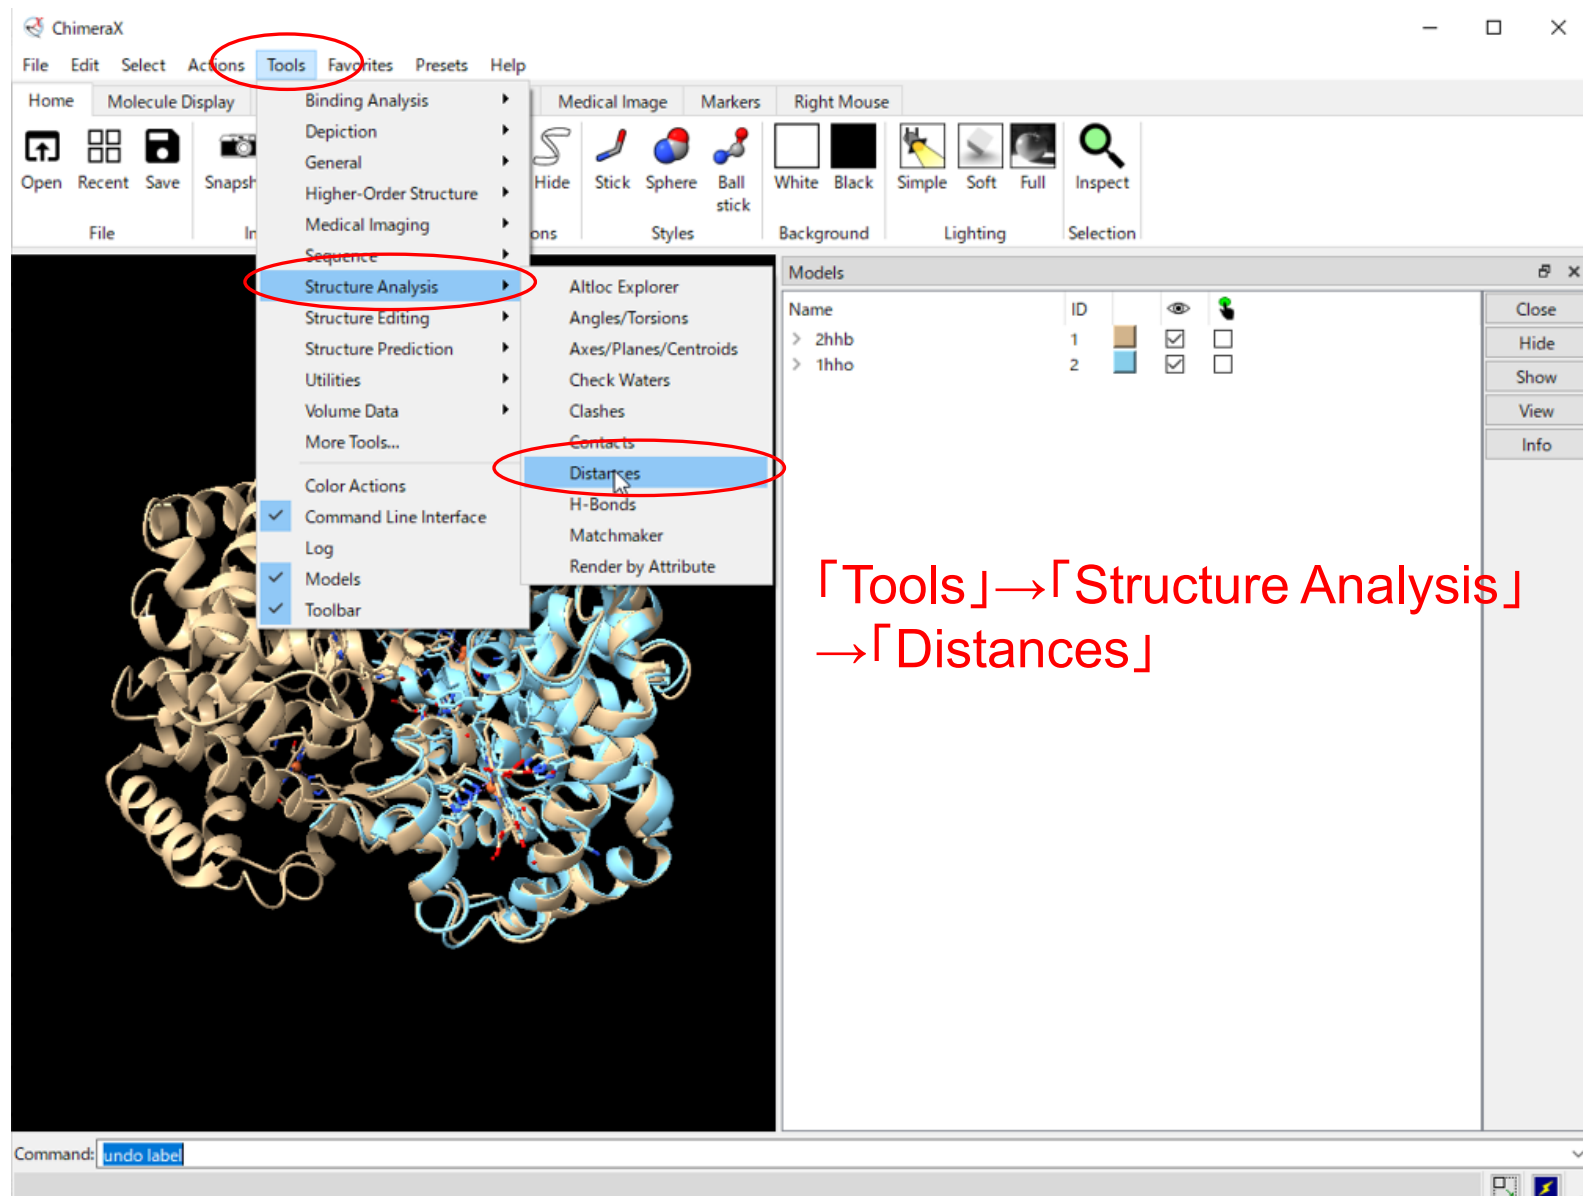 ChimeraX
File Edit Select Actions Tools Favorites Presets Help
Home Molecule Display Medical Image Markers Right Mouse
Open Recent Save Hide Stick Sphere Ball stick White Black Simple Soft Full Inspect
File Styles Background Lighting Selection
Binding Analysis
Depiction
General
Higher-Order Structure
Medical Imaging
Sequence
Structure Analysis
Structure Editing
Structure Prediction
Utilities
Volume Data
More Tools...
Color Actions
Command Line Interface
Log
Models
Toolbar
Altloc Explorer
Angles/Torsions
Axes/Planes/Centroids
Check Waters
Clashes
Contacts
Distances
H-Bonds
Matchmaker
Render by Attribute
Models
Name ID
2hhb 1
1hho 2
Close
Hide
Show
View
Info
「Tools」→「Structure Analysis」
→「Distances」
Command: undo label